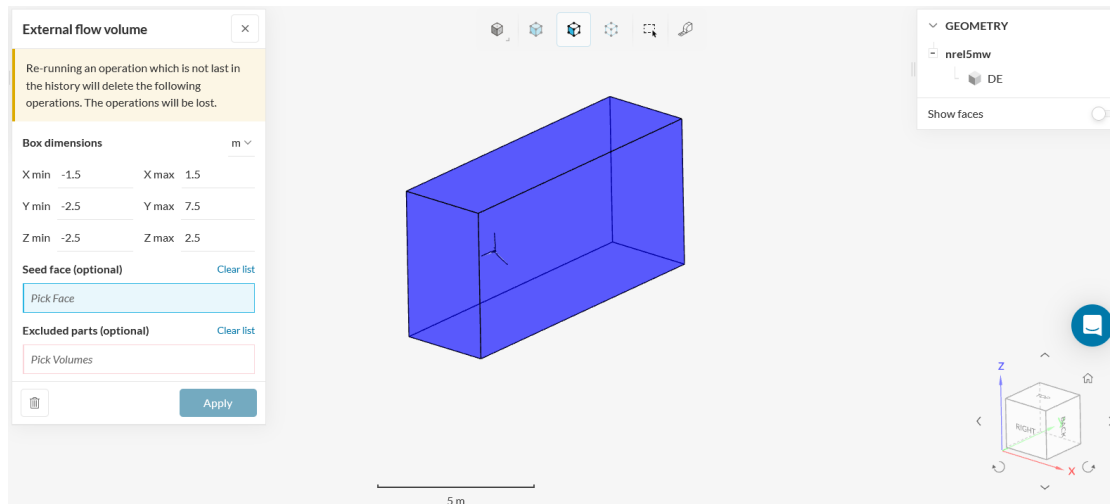 External flow volume
Re-running an operation which is not last in
the history will delete the following
operations. The operations will be lost.
Box dimensions m
X min -1.5 X max 1.5
Y min -2.5 Y max 7.5
Z min -2.5 Z max 2.5
Seed face (optional) Clear list
Pick Face
Excluded parts (optional) Clear list
Pick Volumes
Apply
GEOMETRY
nrel5mw
DE
Show faces
5 m
Z
TOP
RIGHT
BACK
X